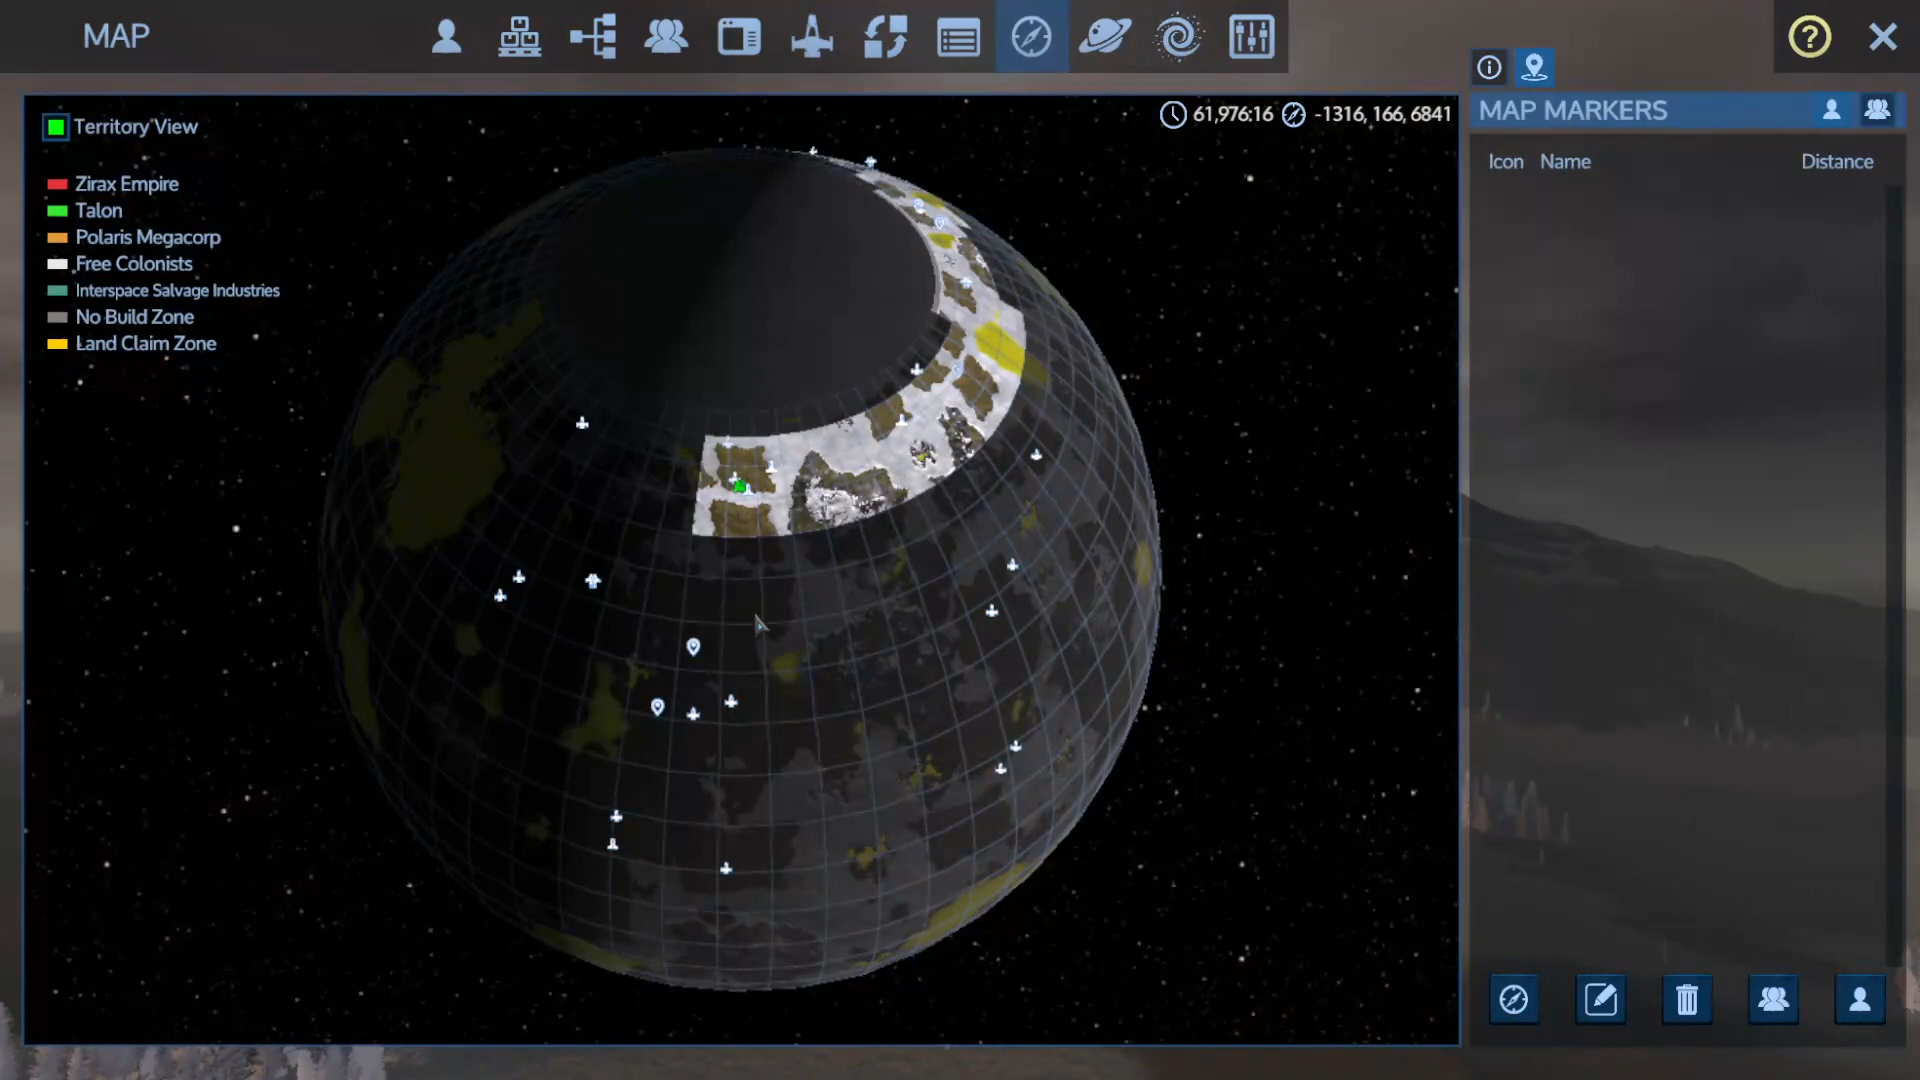 MAP
?
61,976:16
-1316, 166, 6841
MAP MARKERS
Icon Name Distance
Territory View
Zirax Empire
Talon
Polaris Megacorp
Free Colonists
Interspace Salvage Industries
No Build Zone
Land Claim Zone